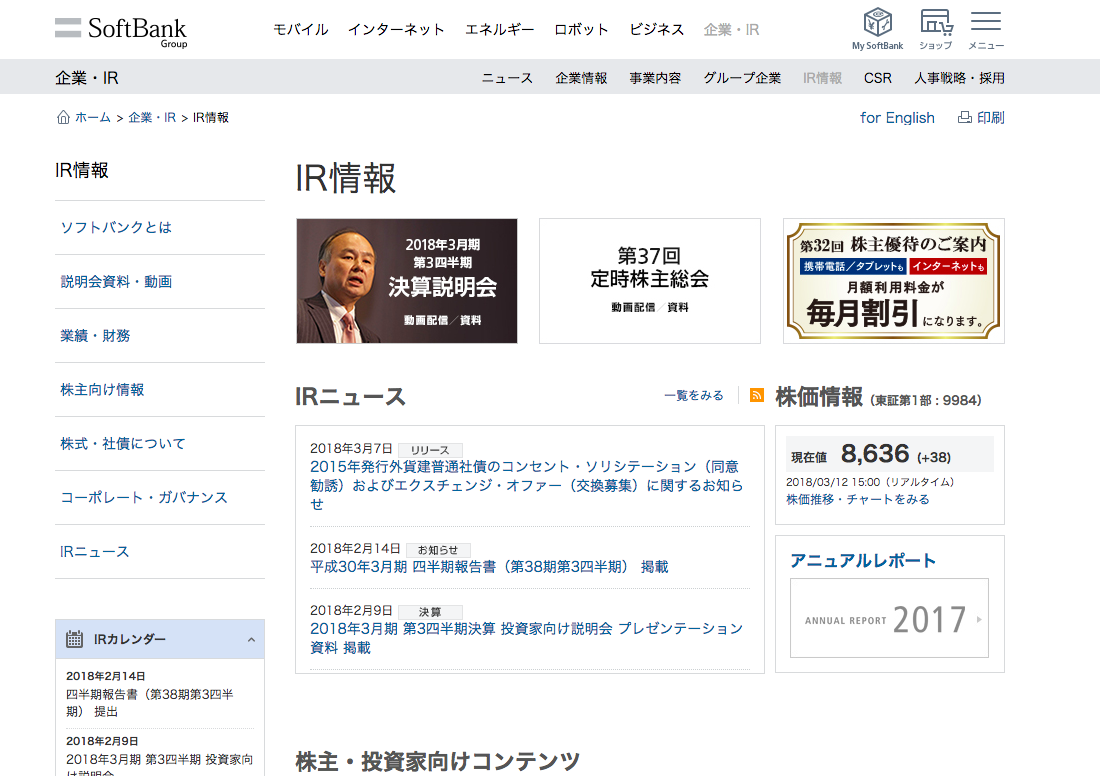 SoftBank
Group
モバイル インターネット エネルギー ロボット ビジネス 企業・IR
My SoftBank ショップ メニュー
企業・IR
ニュース 企業情報 事業内容 グループ企業 IR情報 CSR 人事戦略・採用
ホーム > 企業・IR > IR情報
for English 印刷
IR情報
ソフトバンクとは
説明会資料・動画
業績・財務
株主向け情報
株式・社債について
コーポレート・ガバナンス
IRニュース
IRカレンダー
2018年2月14日
四半期報告書（第38期第3四半
期） 提出
2018年2月9日
2018年3月期 第3四半期 投資家向
け説明会
IR情報
2018年3月期
第3四半期
決算説明会
動画配信／資料
第37回
定時株主総会
動画配信／資料
第32回 株主優待のご案内
携帯電話／タブレットも インターネットも
月額利用料金が
毎月割引になります。
IRニュース
一覧をみる
2018年3月7日 リリース
2015年発行外貨建普通社債のコンセント・ソリシテーション（同意
勧誘）およびエクスチェンジ・オファー（交換募集）に関するお知ら
せ
2018年2月14日 お知らせ
平成30年3月期 四半期報告書（第38期第3四半期） 掲載
2018年2月9日 決算
2018年3月期 第3四半期決算 投資家向け説明会 プレゼンテーション
資料 掲載
株価情報（東証第1部 : 9984）
現在値 8,636 (+38)
2018/03/12 15:00（リアルタイム）
株価推移・チャートをみる
アニュアルレポート
ANNUAL REPORT 2017
株主・投資家向けコンテンツ